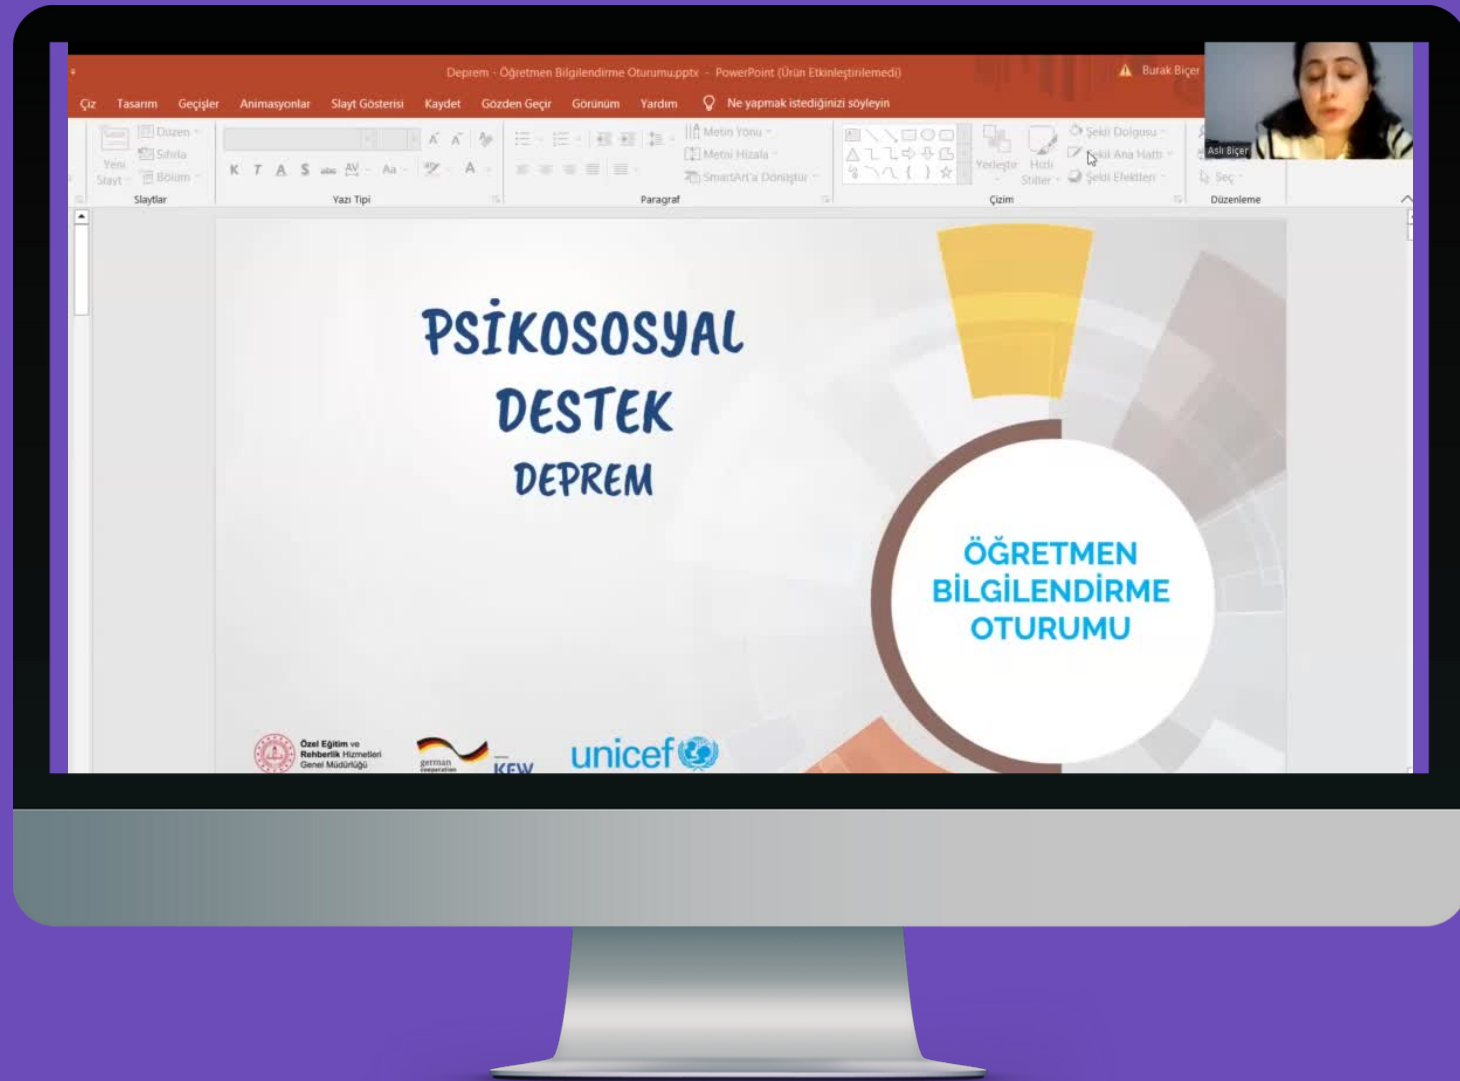 Deprem - Öğretmen Bilgilendirme Oturumu.pptx - PowerPoint (Ürün Etkinleştirilemedi)
Burak Biçer
Çiz Tasarım Geçişler Animasyonlar Slayt Gösterisi Kaydet Gözden Geçir Görünüm Yardım Ne yapmak istediğinizi söyleyin
Aslı Biçer
Yeni Slayt
Düzen
Sıfırla
Bölüm
K T A S abc AV Aa A
Metin Yönü
Metni Hizala
SmartArt'a Dönüştür
Yerleştir
Hızlı Stiller
Şekil Dolgusu
Şekil Ana Hattı
Şekil Efektleri
Seç
Slaytlar Yazı Tipi Paragraf Çizim Düzenleme
PSİKOSOSYAL
DESTEK
DEPREM
ÖĞRETMEN
BİLGİLENDİRME
OTURUMU
Özel Eğitim ve
Rehberlik Hizmetleri
Genel Müdürlüğü
german
cooperation
KFW
unicef